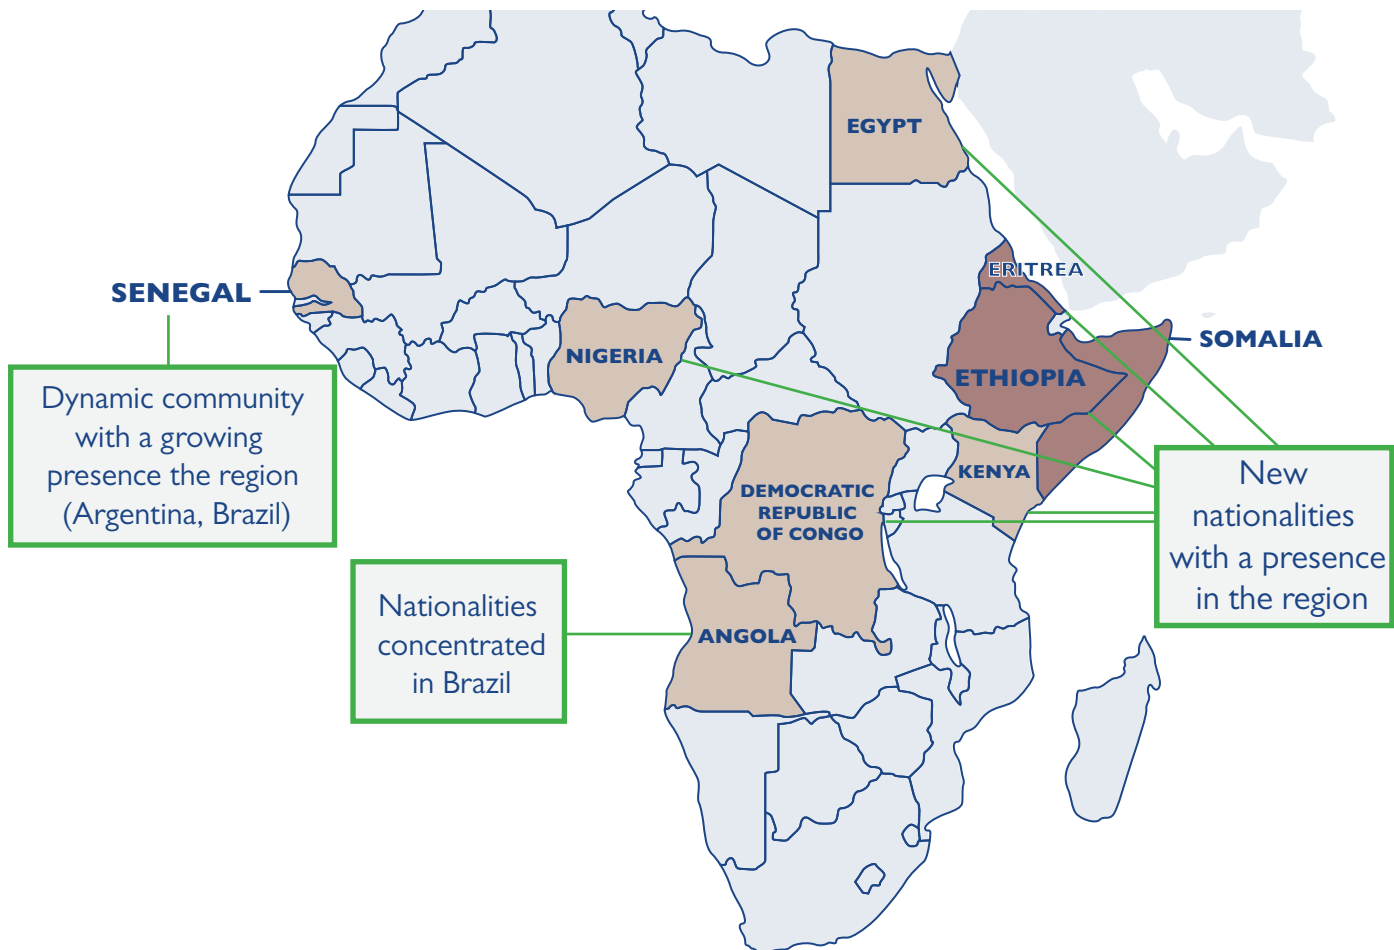 EGYPT
ERITREA
SENEGAL
SOMALIA
NIGERIA
ETHIOPIA
Dynamic community
with a growing
presence the region
(Argentina, Brazil)
KENYA
DEMOCRATIC
REPUBLIC
OF CONGO
New
nationalities
with a presence
in the region
Nationalities
concentrated
in Brazil
ANGOLA